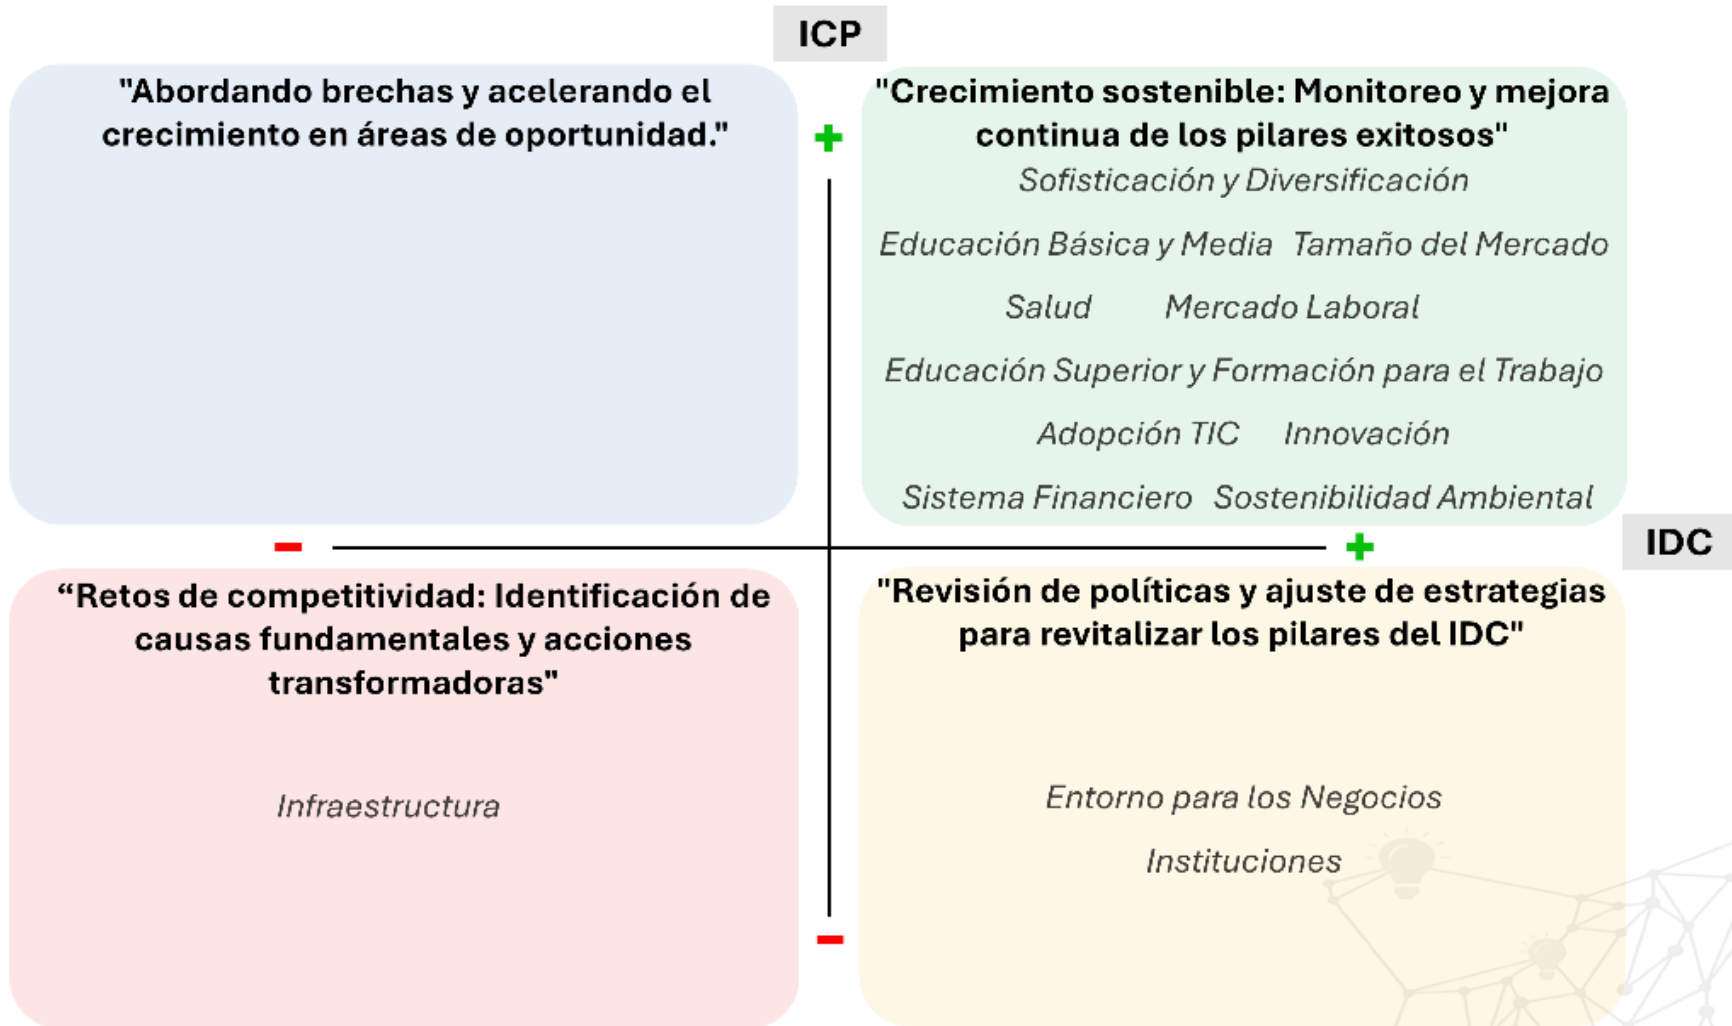 ICP
"Abordando brechas y acelerando el
crecimiento en áreas de oportunidad."
+
"Crecimiento sostenible: Monitoreo y mejora
continua de los pilares exitosos"
Sofisticación y Diversificación
Educación Básica y Media Tamaño del Mercado
Salud Mercado Laboral
Educación Superior y Formación para el Trabajo
Adopción TIC Innovación
Sistema Financiero Sostenibilidad Ambiental
- +
IDC
“Retos de competitividad: Identificación de
causas fundamentales y acciones
transformadoras"
Infraestructura
"Revisión de políticas y ajuste de estrategias
para revitalizar los pilares del IDC"
Entorno para los Negocios
Instituciones
-